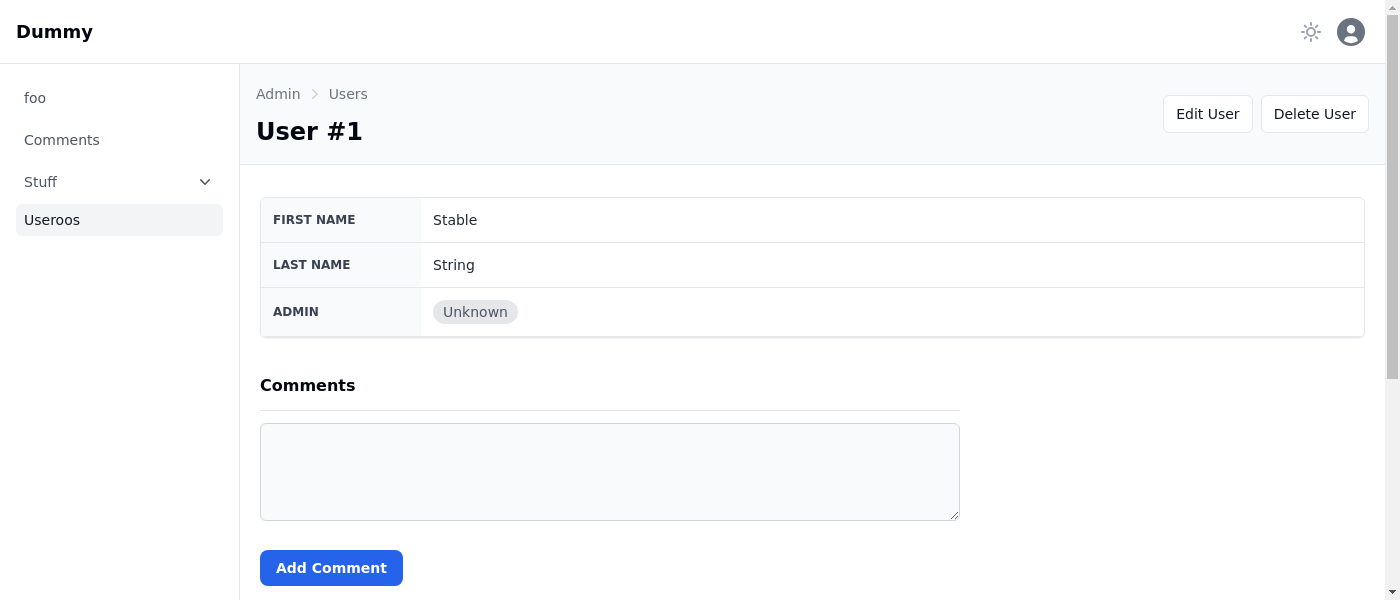 Dummy
foo
Comments
Stuff
Useroos
Admin Users
User #1
Edit User Delete User
FIRST NAME Stable
LAST NAME String
ADMIN Unknown
Comments
Add Comment